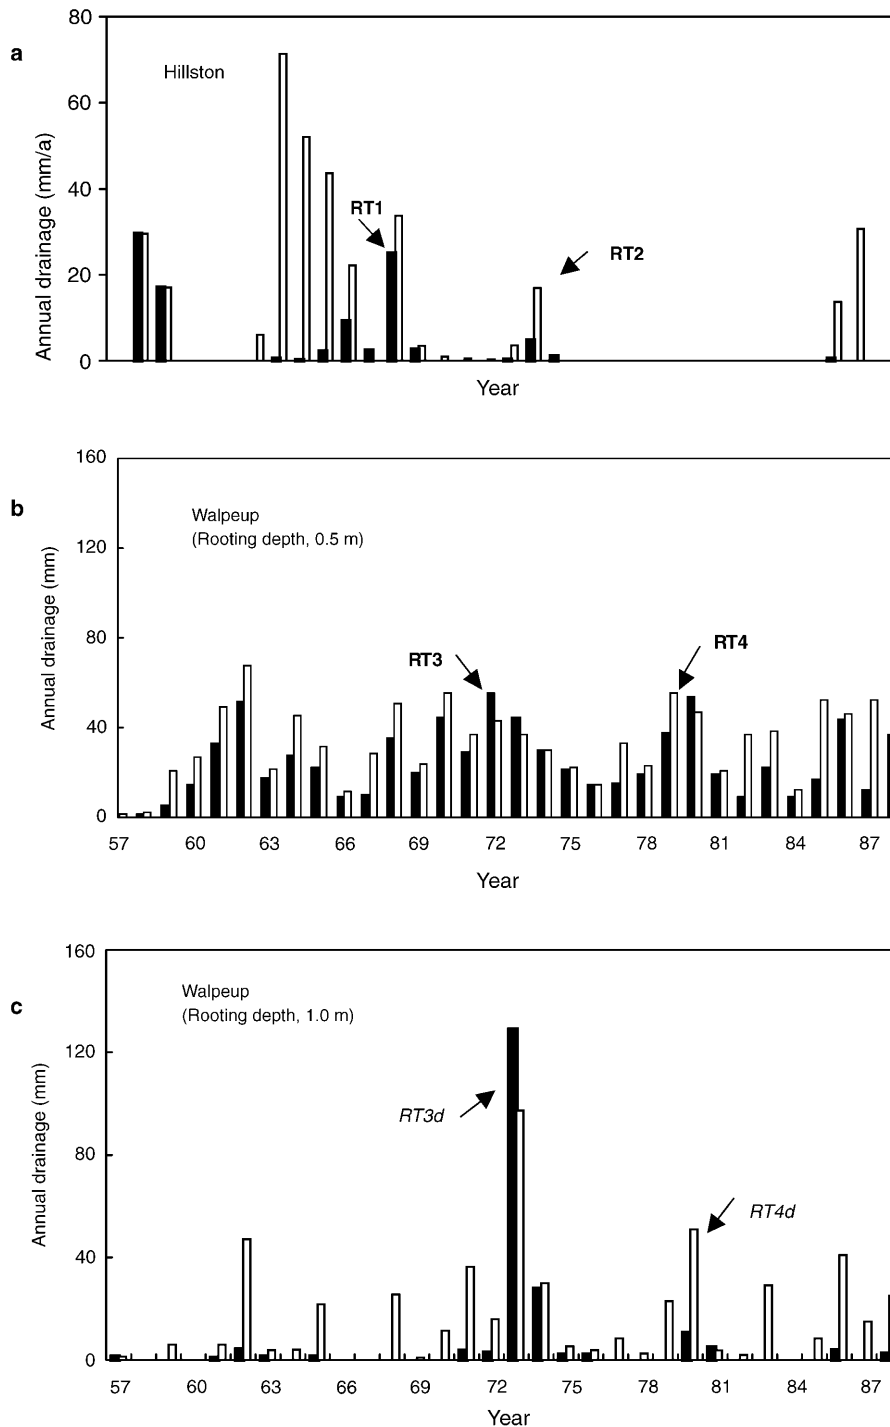 a
80
Hillston
60
Annual drainage (mm/a)
40
RT1
RT2
20
0
Year
b
160
Walpeup
(Rooting depth, 0.5 m)
120
Annual drainage (mm)
80
RT3
RT4
40
0
57 60 63 66 69 72 75 78 81 84 87
Year
c
160
Walpeup
(Rooting depth, 1.0 m)
120
Annual drainage (mm)
RT3d
80
RT4d
40
0
57 60 63 66 69 72 75 78 81 84 87
Year